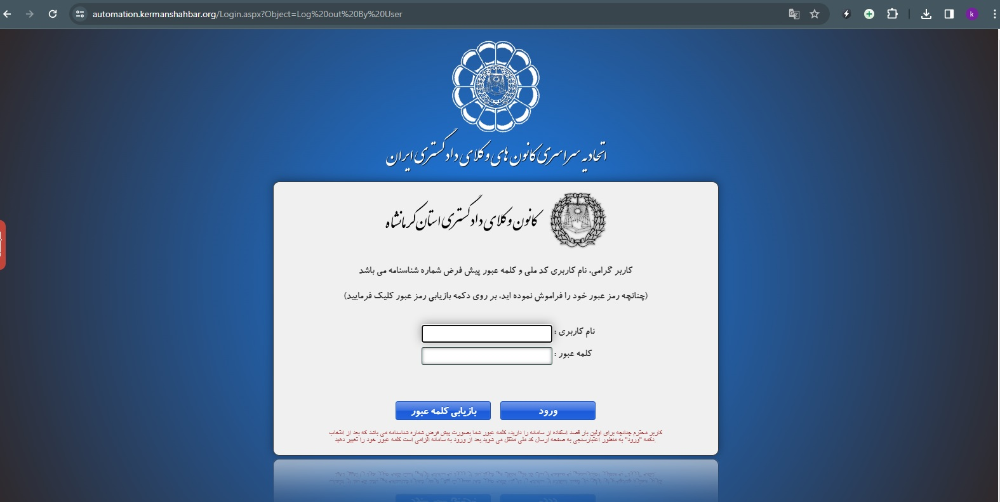 automation.kermanshahbar.org/Login.aspx?Object=Log%20out%20By%20User
k
اتحادیه سراسری کانون های وکلای دادگستری ایران
کانون وکلای دادگستری استان کرمانشاه
کاربر گرامی، نام کاربری کد ملی و کلمه عبور پیش فرض شماره شناسنامه می باشد
(چنانچه رمز عبور خود را فراموش نموده اید، بر روی دکمه بازیابی رمز عبور کلیک فرمایید)
نام کاربری :
کلمه عبور :
ورود
بازیابی کلمه عبور
کاربر محترم چنانچه برای اولین بار قصد استفاده از سامانه را دارید، کلمه عبور شما بصورت پیش فرض شماره شناسنامه می باشد که بعد از انتخاب
دکمه "ورود" به منظور اعتبارسنجی به صفحه ارسال کد ملی منتقل می شوید.بعد از ورود به سامانه الزامی است کلمه عبور خود را تغییر دهید.